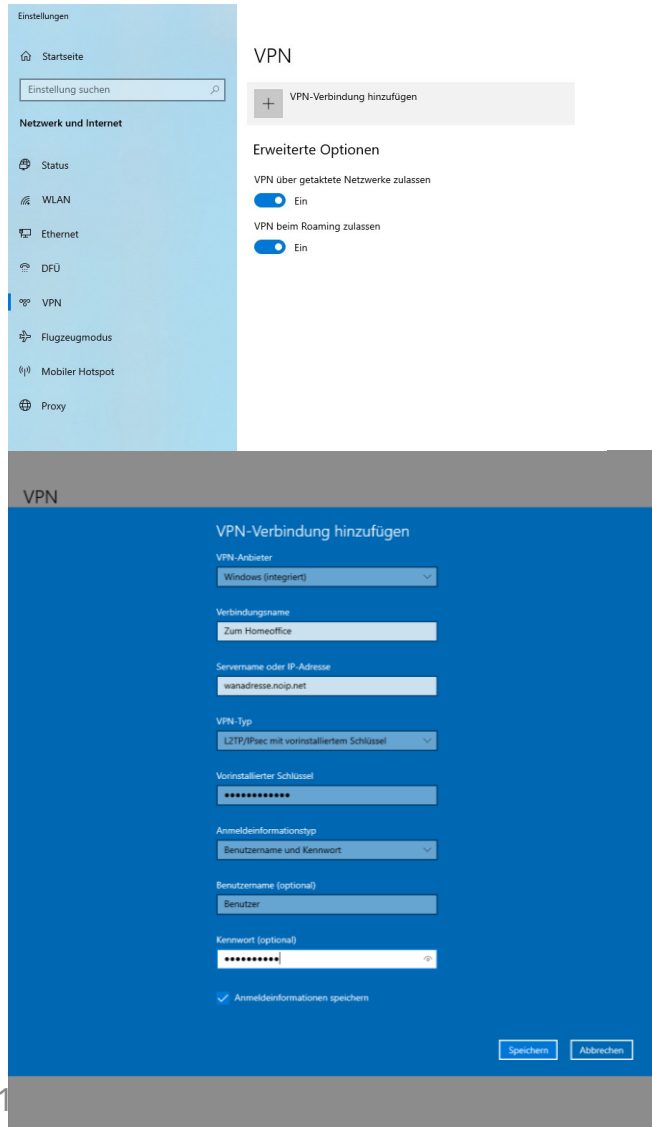 Einstellungen
Startseite
Einstellung suchen
Netzwerk und Internet
Status
WLAN
Ethernet
DFÜ
VPN
Flugzeugmodus
Mobiler Hotspot
Proxy
VPN
VPN-Verbindung hinzufügen
Erweiterte Optionen
VPN über getaktete Netzwerke zulassen
Ein
VPN beim Roaming zulassen
Ein
VPN
VPN-Verbindung hinzufügen
VPN-Anbieter
Windows (integriert)
Verbindungsname
Zum Homeoffice
Servername oder IP-Adresse
wanadresse.noip.net
VPN-Typ
L2TP/IPsec mit vorinstalliertem Schlüssel
Vorinstallierter Schlüssel
●●●●●●●●●●●●
Anmeldeinformationstyp
Benutzername und Kennwort
Benutzername (optional)
Benutzer
Kennwort (optional)
●●●●●●●●●●
Anmeldeinformationen speichern
Speichern Abbrechen
1